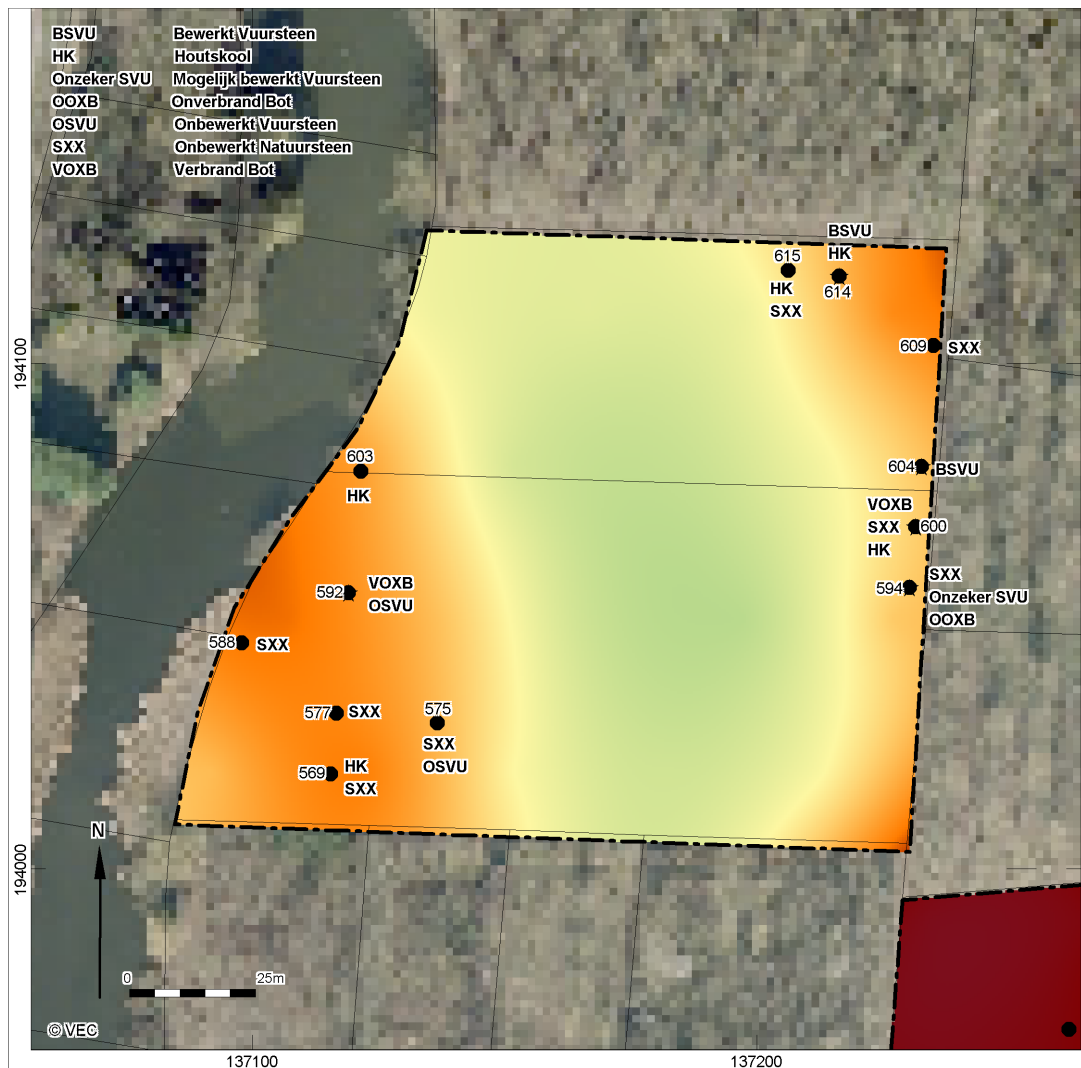 BSVU Bewerkt Vuursteen
HK Houtskool
Onzeker SVU Mogelijk bewerkt Vuursteen
OOXB Onverbrand Bot
OSVU Onbewerkt Vuursteen
SXX Onbewerkt Natuursteen
VOXB Verbrand Bot
BSVU
HK
614
615
HK
SXX
609 SXX
194100
603
HK
604 BSVU
VOXB
SXX 600
HK
594 SXX
Onzeker SVU
OOXB
592 VOXB
OSVU
588 SXX
577 SXX
575
SXX
OSVU
569 HK
SXX
N
194000
0 25m
© VEC
137100 137200